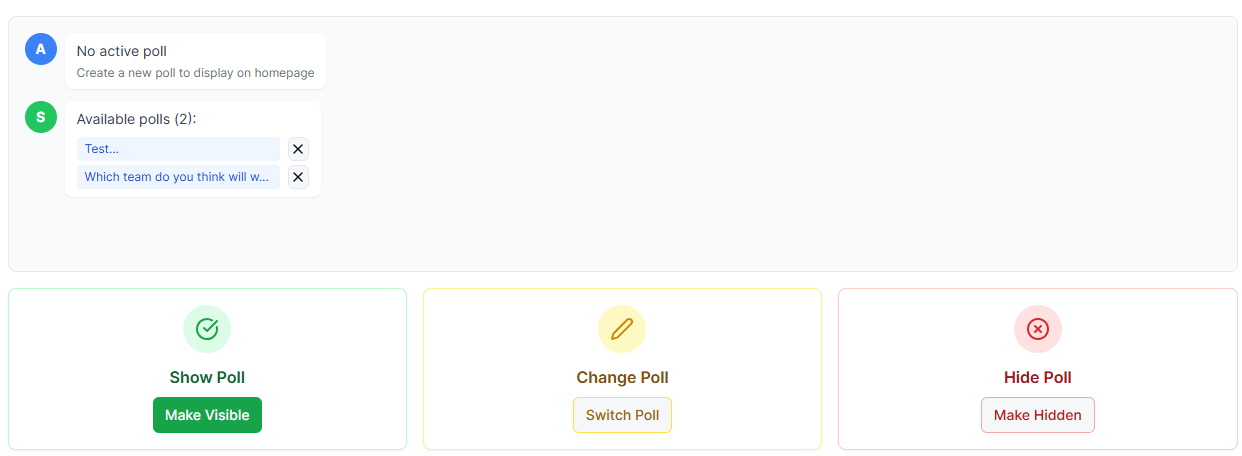 A
No active poll
Create a new poll to display on homepage
S
Available polls (2):
Test...
Which team do you think will w...
Show Poll
Make Visible
Change Poll
Switch Poll
Hide Poll
Make Hidden